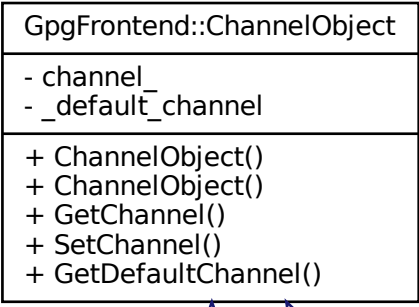 GpgFrontend::ChannelObject
- channel_
- _default_channel
+ ChannelObject()
+ ChannelObject()
+ GetChannel()
+ SetChannel()
+ GetDefaultChannel()